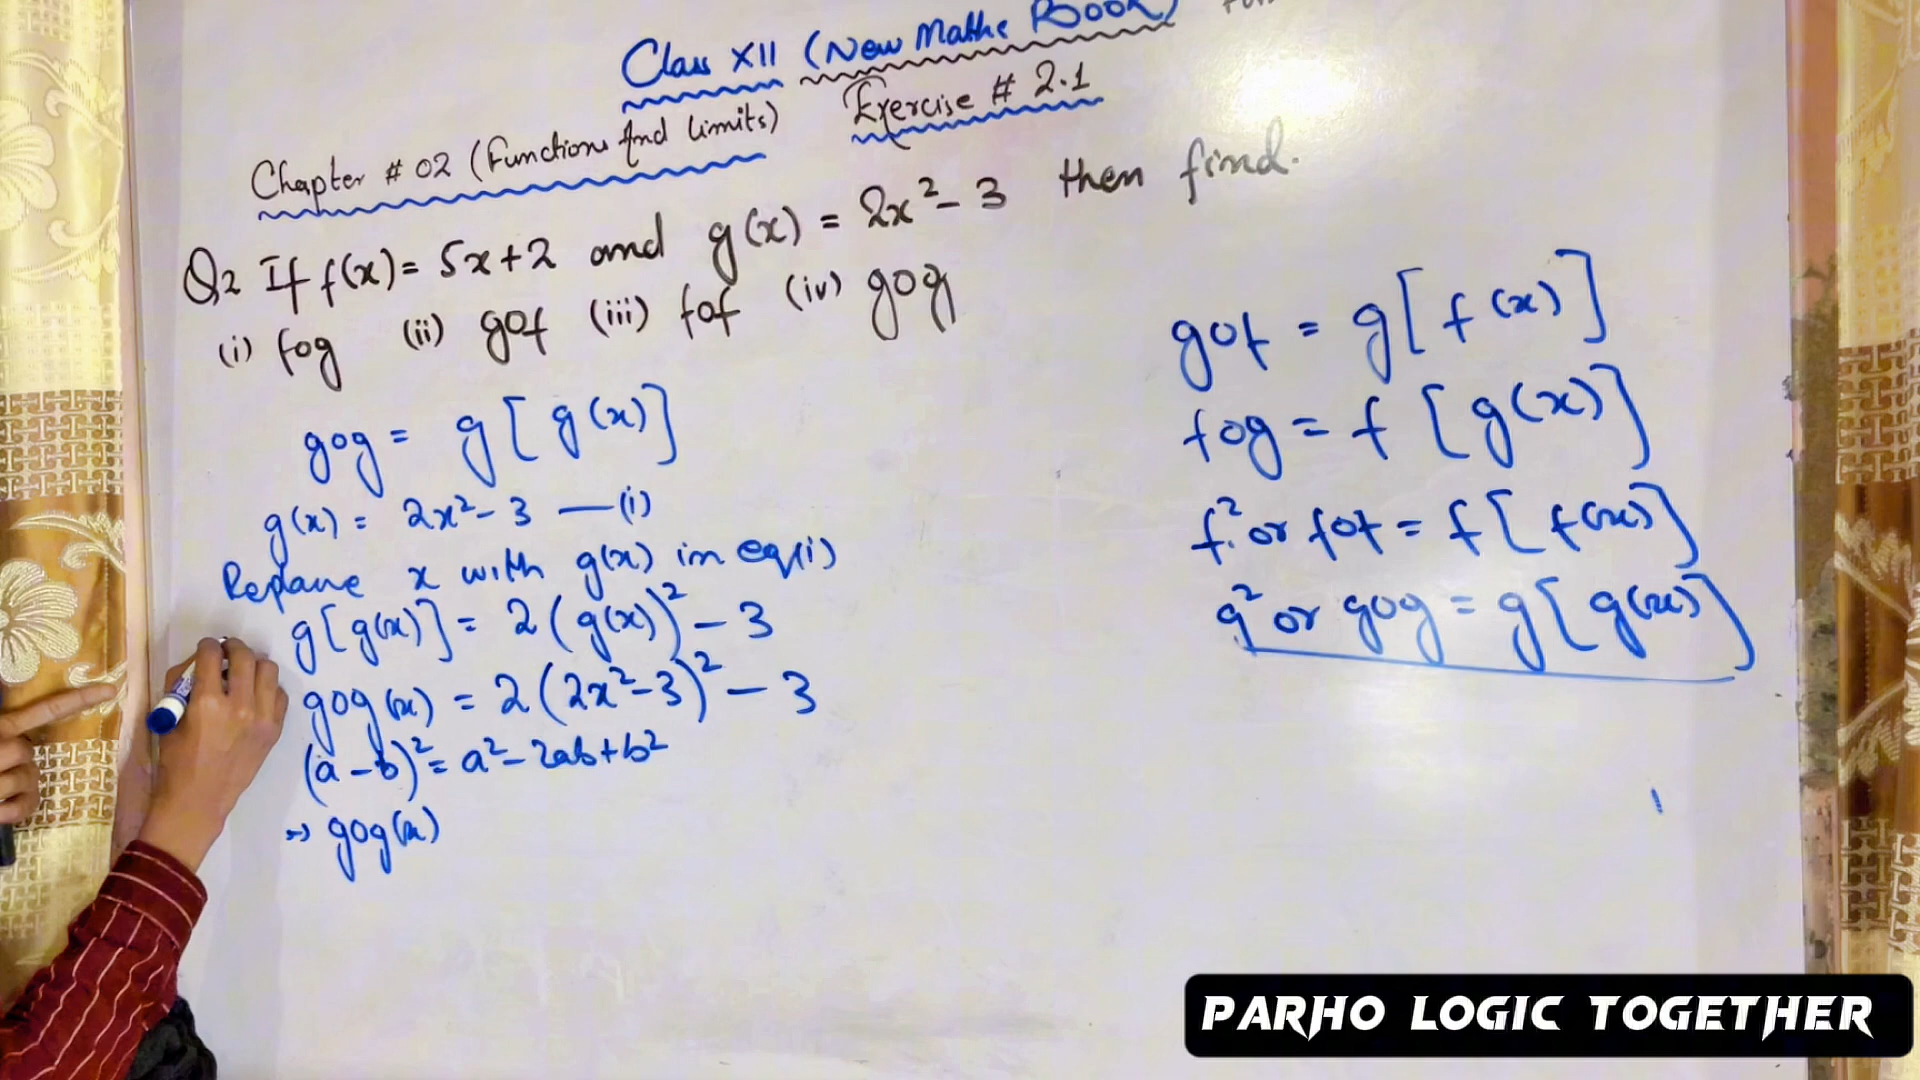 Class XII (New Maths Book)
Chapter # 02 (Functions And Limits) Exercise # 2.1
Q2 If f(x) = 5x+2 and g(x) = 2x² - 3 then find.
(i) fog (ii) gof (iii) fof (iv) gog
gog = g[g(x)]
g(x) = 2x² - 3 —(i)
Replace x with g(x) in eq(i)
g[g(x)] = 2(g(x))² - 3
gog(x) = 2(2x²-3)² - 3
(a-b)² = a² - 2ab + b²
⇒ gog(x)
gof = g[f(x)]
fog = f[g(x)]
f² or fof = f[f(x)]
g² or gog = g[g(x)]
PARHO LOGIC TOGETHER